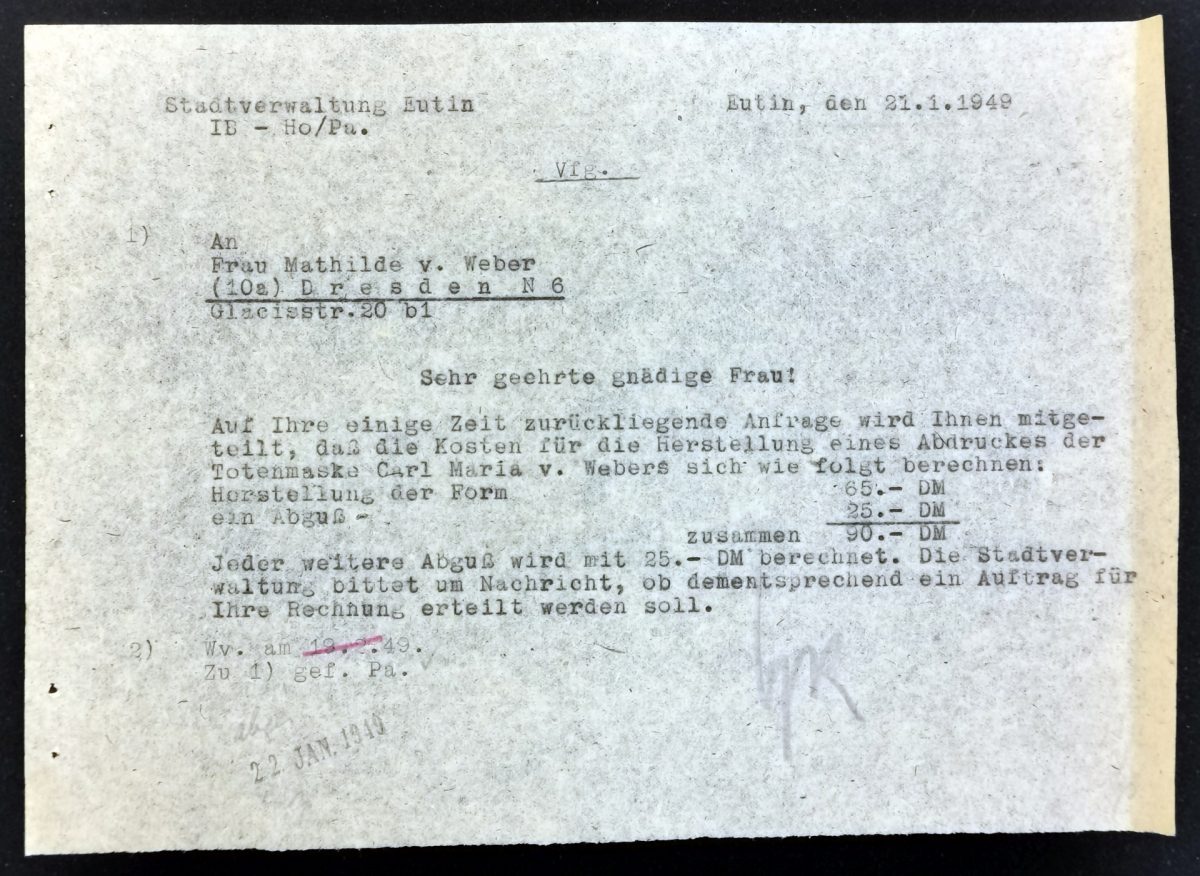 Stadtverwaltung Eutin
Eutin, den 21.1.1949
IB - Ho/Pa.
Vfg.
1) An
Frau Mathilde v. Weber
(10a) Dresden N 6
Glacisstr.20 b1
Sehr geehrte gnädige Frau!
Auf Ihre einige Zeit zurückliegende Anfrage wird Ihnen mitge-
teilt, daß die Kosten für die Herstellung eines Abdruckes der
Totenmaske Carl Maria v. Webers sich wie folgt berechnen:
Herstellung der Form 65.- DM
ein Abguß - 25.- DM
zusammen 90.- DM
Jeder weitere Abguß wird mit 25.- DM berechnet. Die Stadtver-
waltung bittet um Nachricht, ob dementsprechend ein Auftrag für
Ihre Rechnung erteilt werden soll.
2) Wv. am 19.2.49.
Zu 1) gef. Pa.
22 JAN 1949